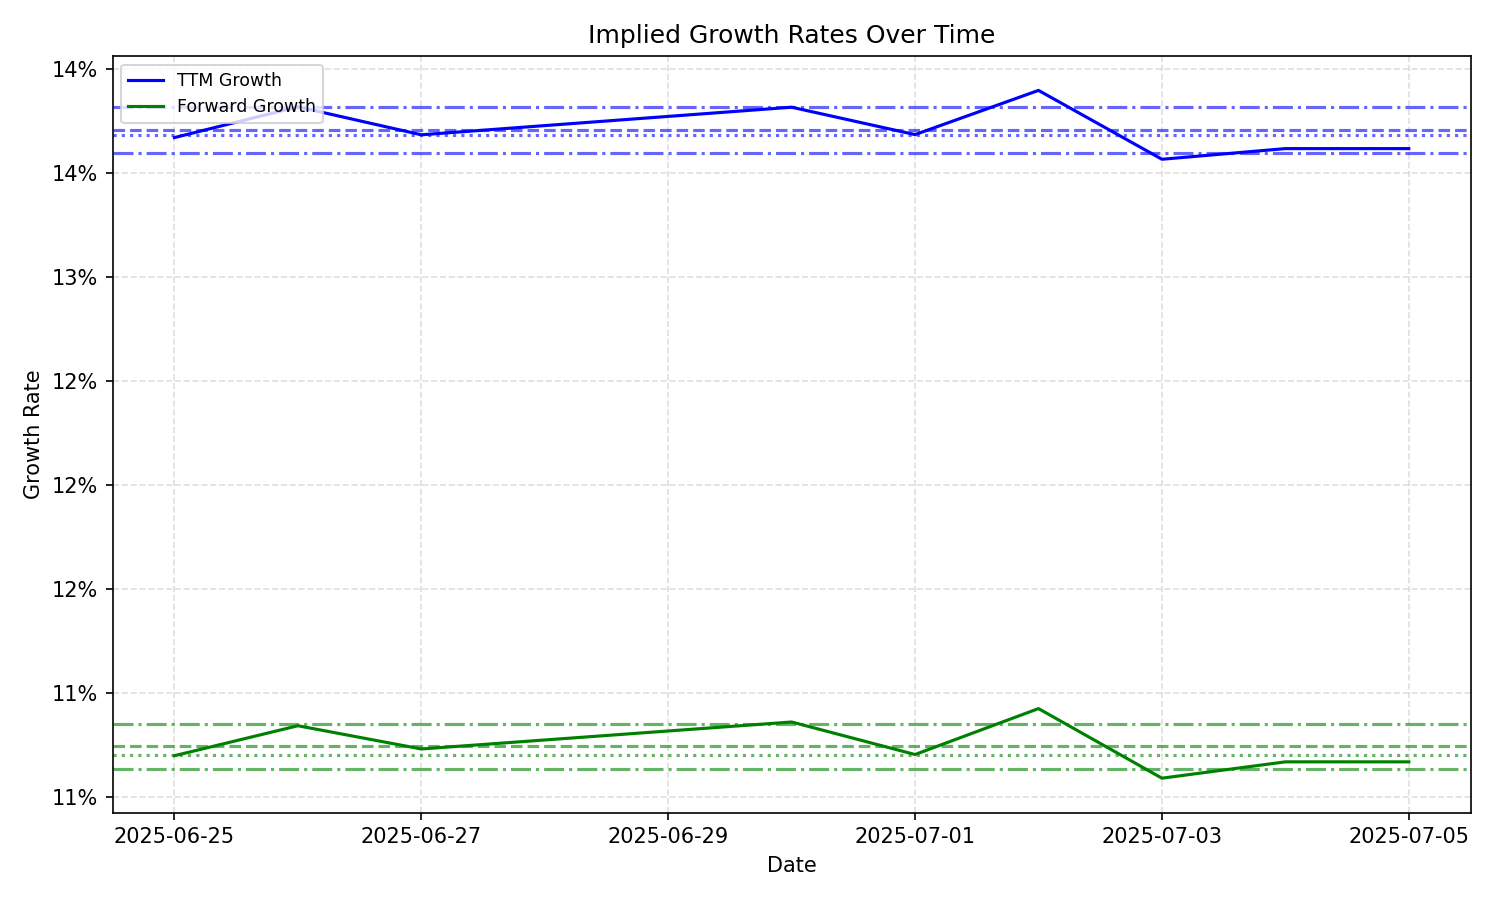 Implied Growth Rates Over Time
TTM Growth
Forward Growth
14%
14%
13%
12%
12%
12%
11%
11%
Growth Rate
2025-06-25 2025-06-27 2025-06-29 2025-07-01 2025-07-03 2025-07-05
Date